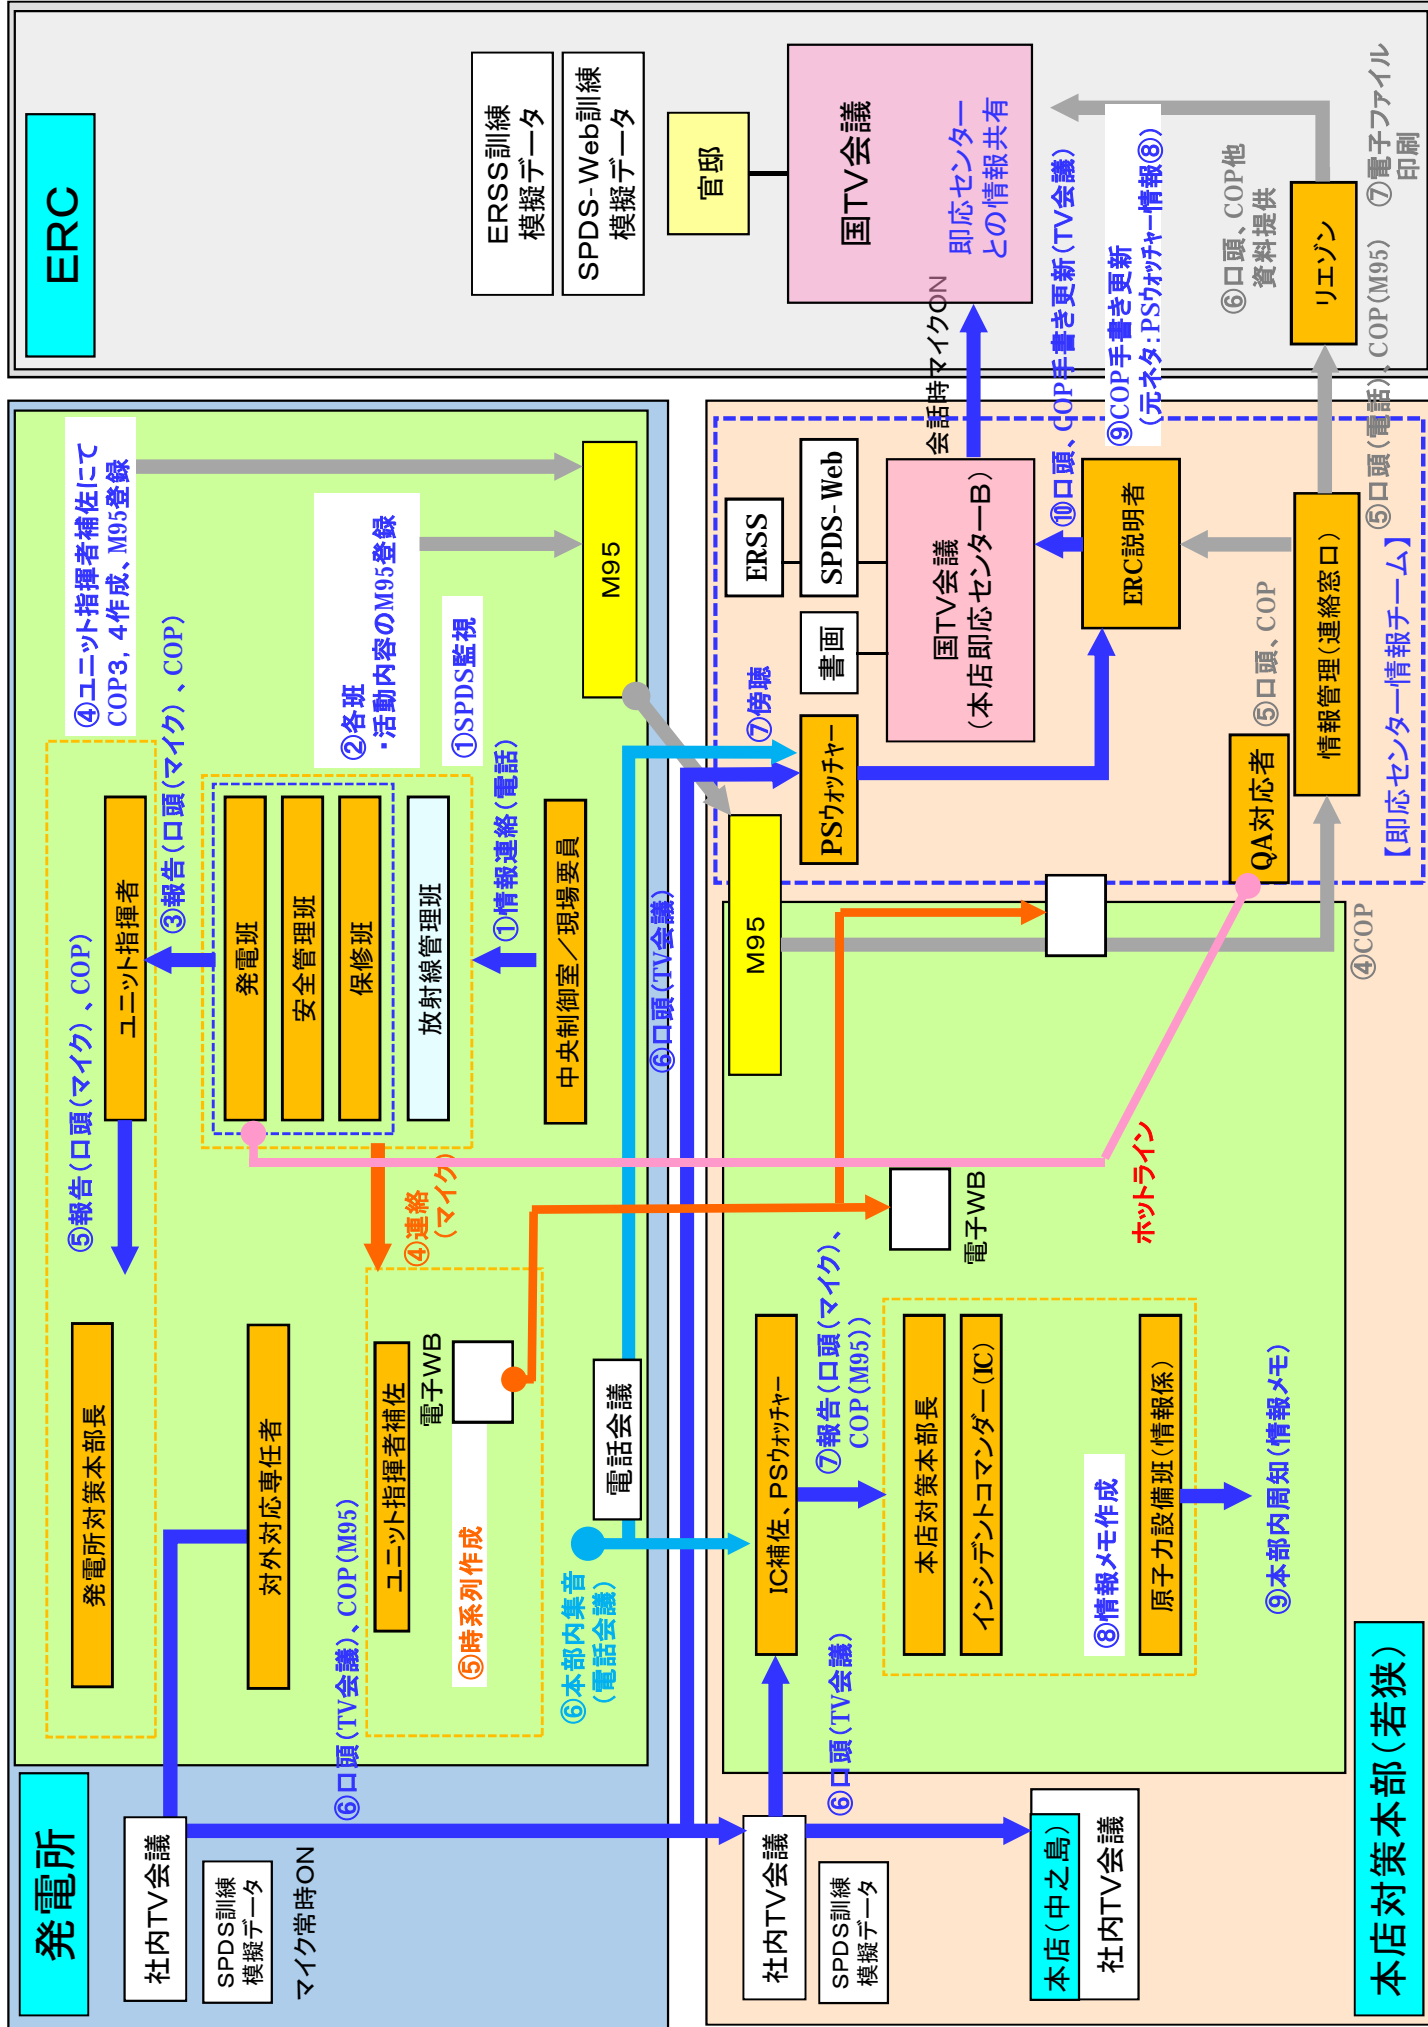 発電所
社内TV会議
SPDS訓練
模擬データ
マイク常時ON
発電所対策本部長
⑤報告(口頭(マイク)、COP)
ユニット指揮者
④ユニット指揮者補佐にて
COP3，4作成、M95登録
③報告(口頭(マイク)、COP)
対外対応専任者
発電班
安全管理班
保修班
放射線管理班
②各班
・活動内容のM95登録
①SPDS監視
①情報連絡(電話)
中央制御室／現場要員
M95
④連絡
(マイク)
ユニット指揮者補佐
電子WB
⑤時系列作成
⑥口頭(TV会議)、COP(M95)
⑥本部内集音
(電話会議)
電話会議
⑥口頭(TV会議)
ERC
ERSS訓練
模擬データ
SPDS-Web訓練
模擬データ
官邸
国TV会議
即応センター
との情報共有
会話時マイクON
⑩口頭、COP手書き更新(TV会議)
⑨COP手書き更新
(元ネタ：PSウォッチャー情報⑧)
⑥口頭、COP他
資料提供
リエゾン
⑦電子ファイル
印刷
⑤口頭(電話)、COP(M95)
本店対策本部(若狭)
社内TV会議
SPDS訓練
模擬データ
⑥口頭(TV会議)
本店(中之島)
社内TV会議
IC補佐、PSウォッチャー
⑦報告(口頭(マイク)、
COP(M95))
本店対策本部長
インシデントコマンダー(IC)
⑧情報メモ作成
原子力設備班(情報係)
⑨本部内周知(情報メモ)
電子WB
ホットライン
M95
④COP
⑦傍聴
PSウォッチャー
ERSS
SPDS-Web
書画
国TV会議
(本店即応センターB)
ERC説明者
⑤口頭、COP
QA対応者
情報管理(連絡窓口)
【即応センター情報チーム】